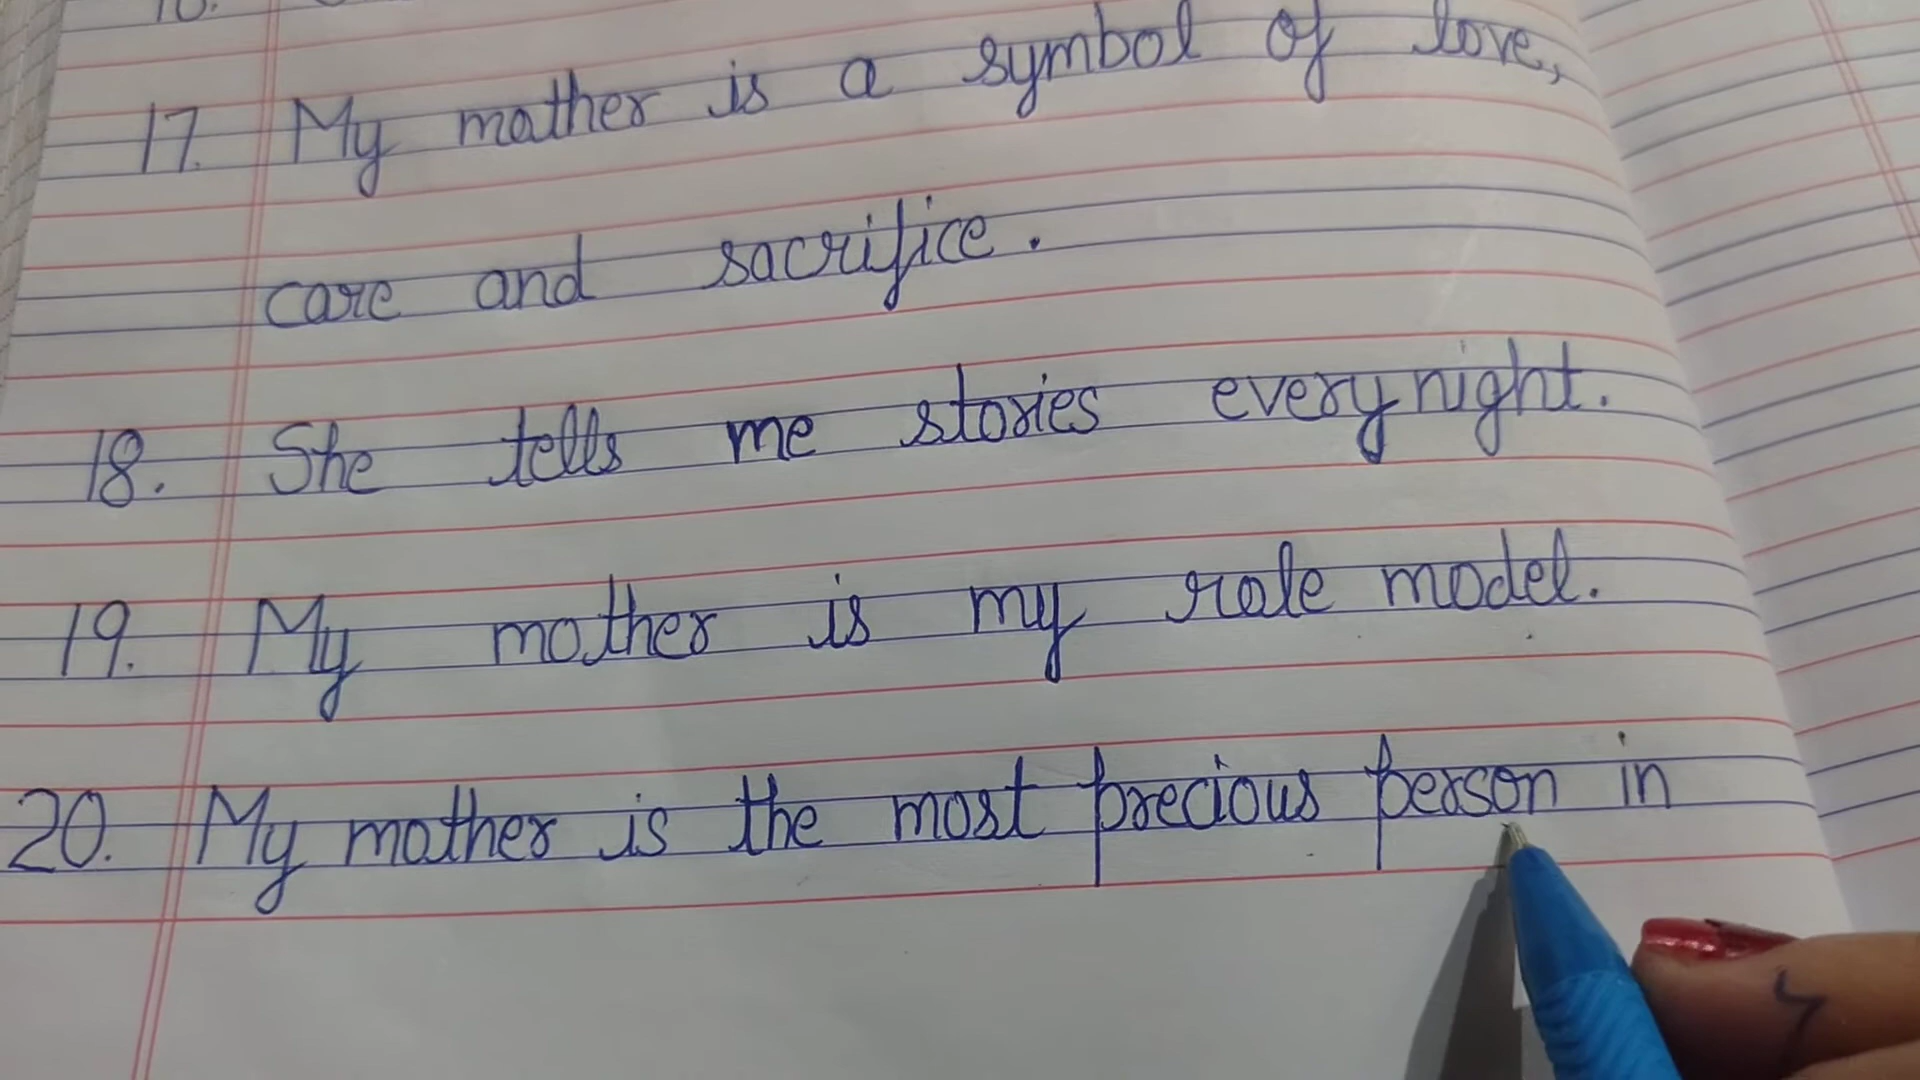 17. My mother is a symbol of love,
care and sacrifice.
18. She tells me stories every night.
19. My mother is my role model.
20. My mother is the most precious person in